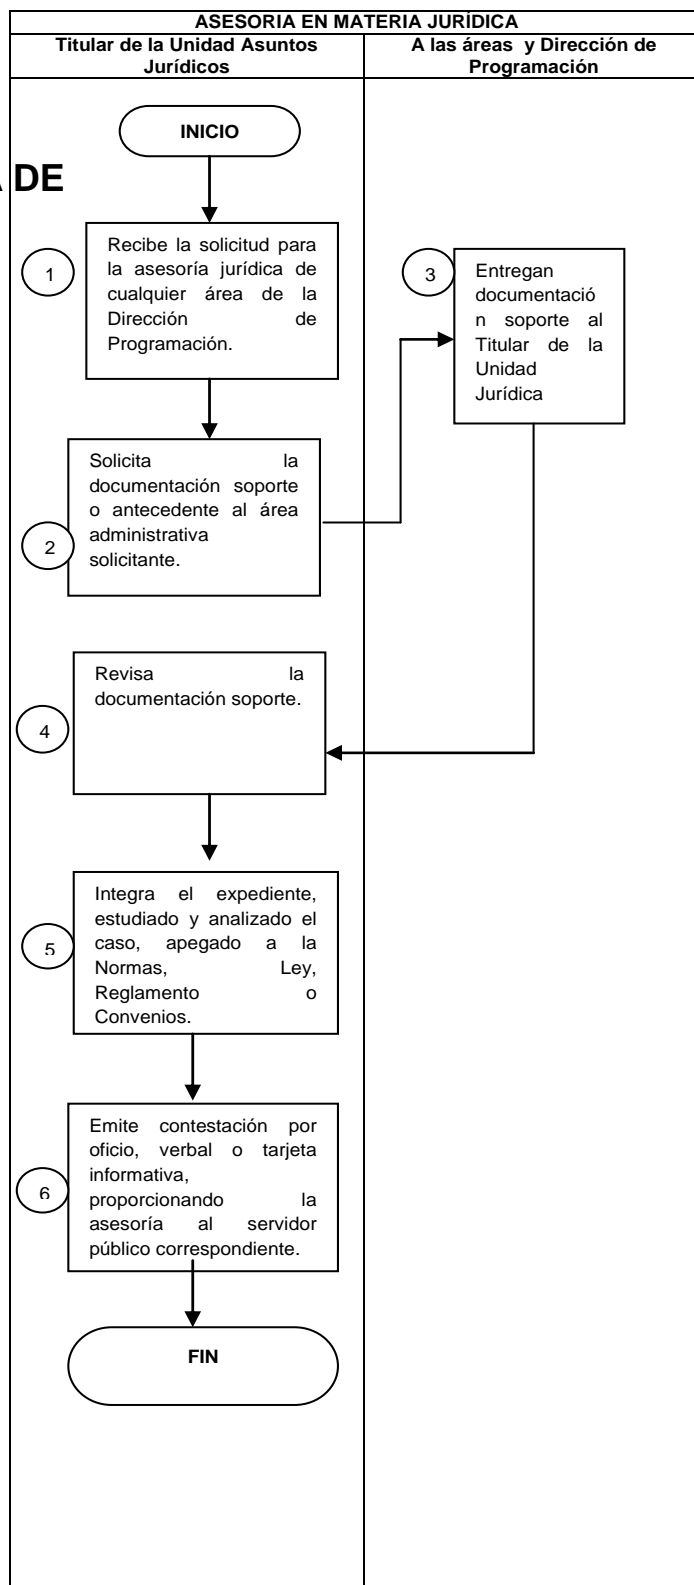 ASESORIA EN MATERIA JURÍDICA
Titular de la Unidad Asuntos
Jurídicos
A las áreas y Dirección de
Programación
INICIO
A DE
1
Recibe la solicitud para
la asesoría jurídica de
cualquier área de la
Dirección de
Programación.
2
Solicita la
documentación soporte
o antecedente al área
administrativa
solicitante.
3
Entregan
documentació
n soporte al
Titular de la
Unidad
Jurídica
4
Revisa la
documentación soporte.
5
Integra el expediente,
estudiado y analizado el
caso, apegado a la
Normas, Ley,
Reglamento o
Convenios.
6
Emite contestación por
oficio, verbal o tarjeta
informativa,
proporcionando la
asesoría al servidor
público correspondiente.
FIN